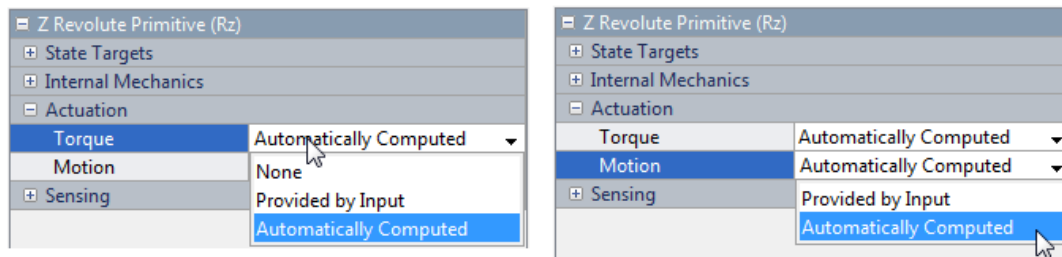 Z Revolute Primitive (Rz)
State Targets
Internal Mechanics
Actuation
Torque Automatically Computed
Motion None
Provided by Input
Sensing
Automatically Computed
Z Revolute Primitive (Rz)
State Targets
Internal Mechanics
Actuation
Torque Automatically Computed
Motion Automatically Computed
Sensing Provided by Input
Automatically Computed